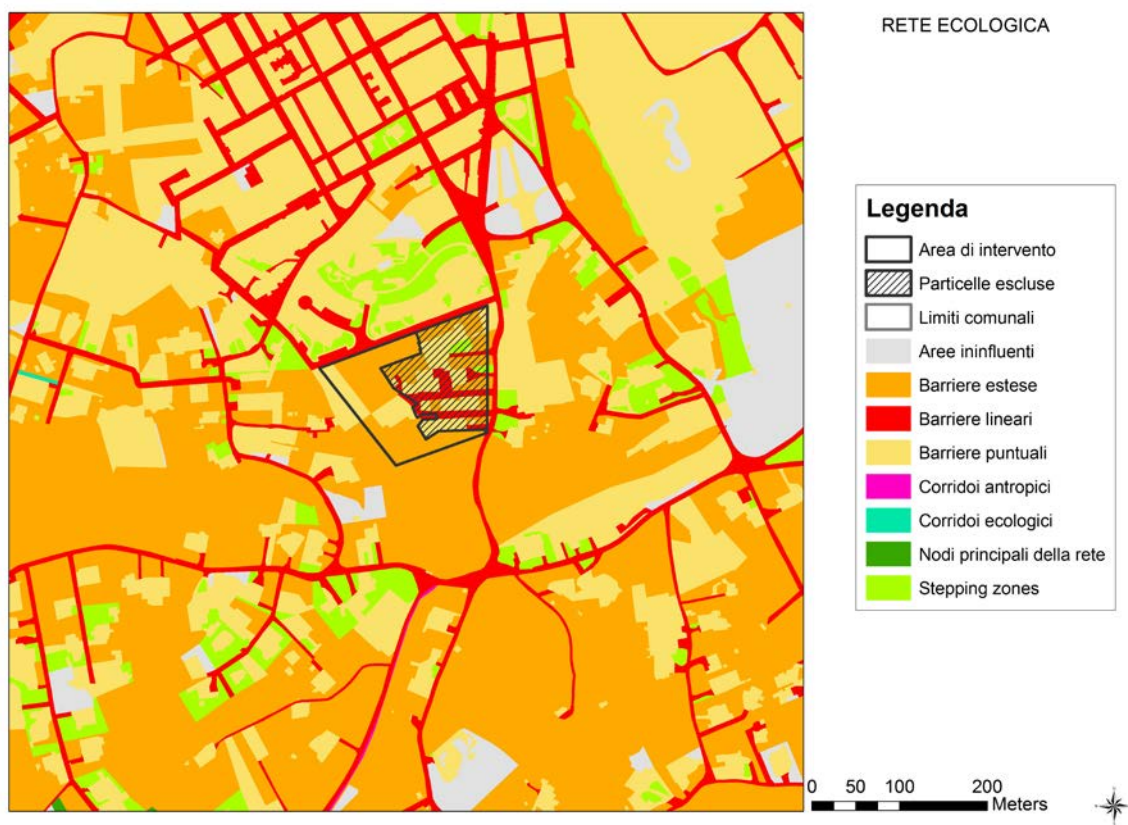 RETE ECOLOGICA
Legenda
Area di intervento
Particelle escluse
Limiti comunali
Aree ininfluenti
Barriere estese
Barriere lineari
Barriere puntuali
Corridoi antropici
Corridoi ecologici
Nodi principali della rete
Stepping zones
0 50 100 200
Meters